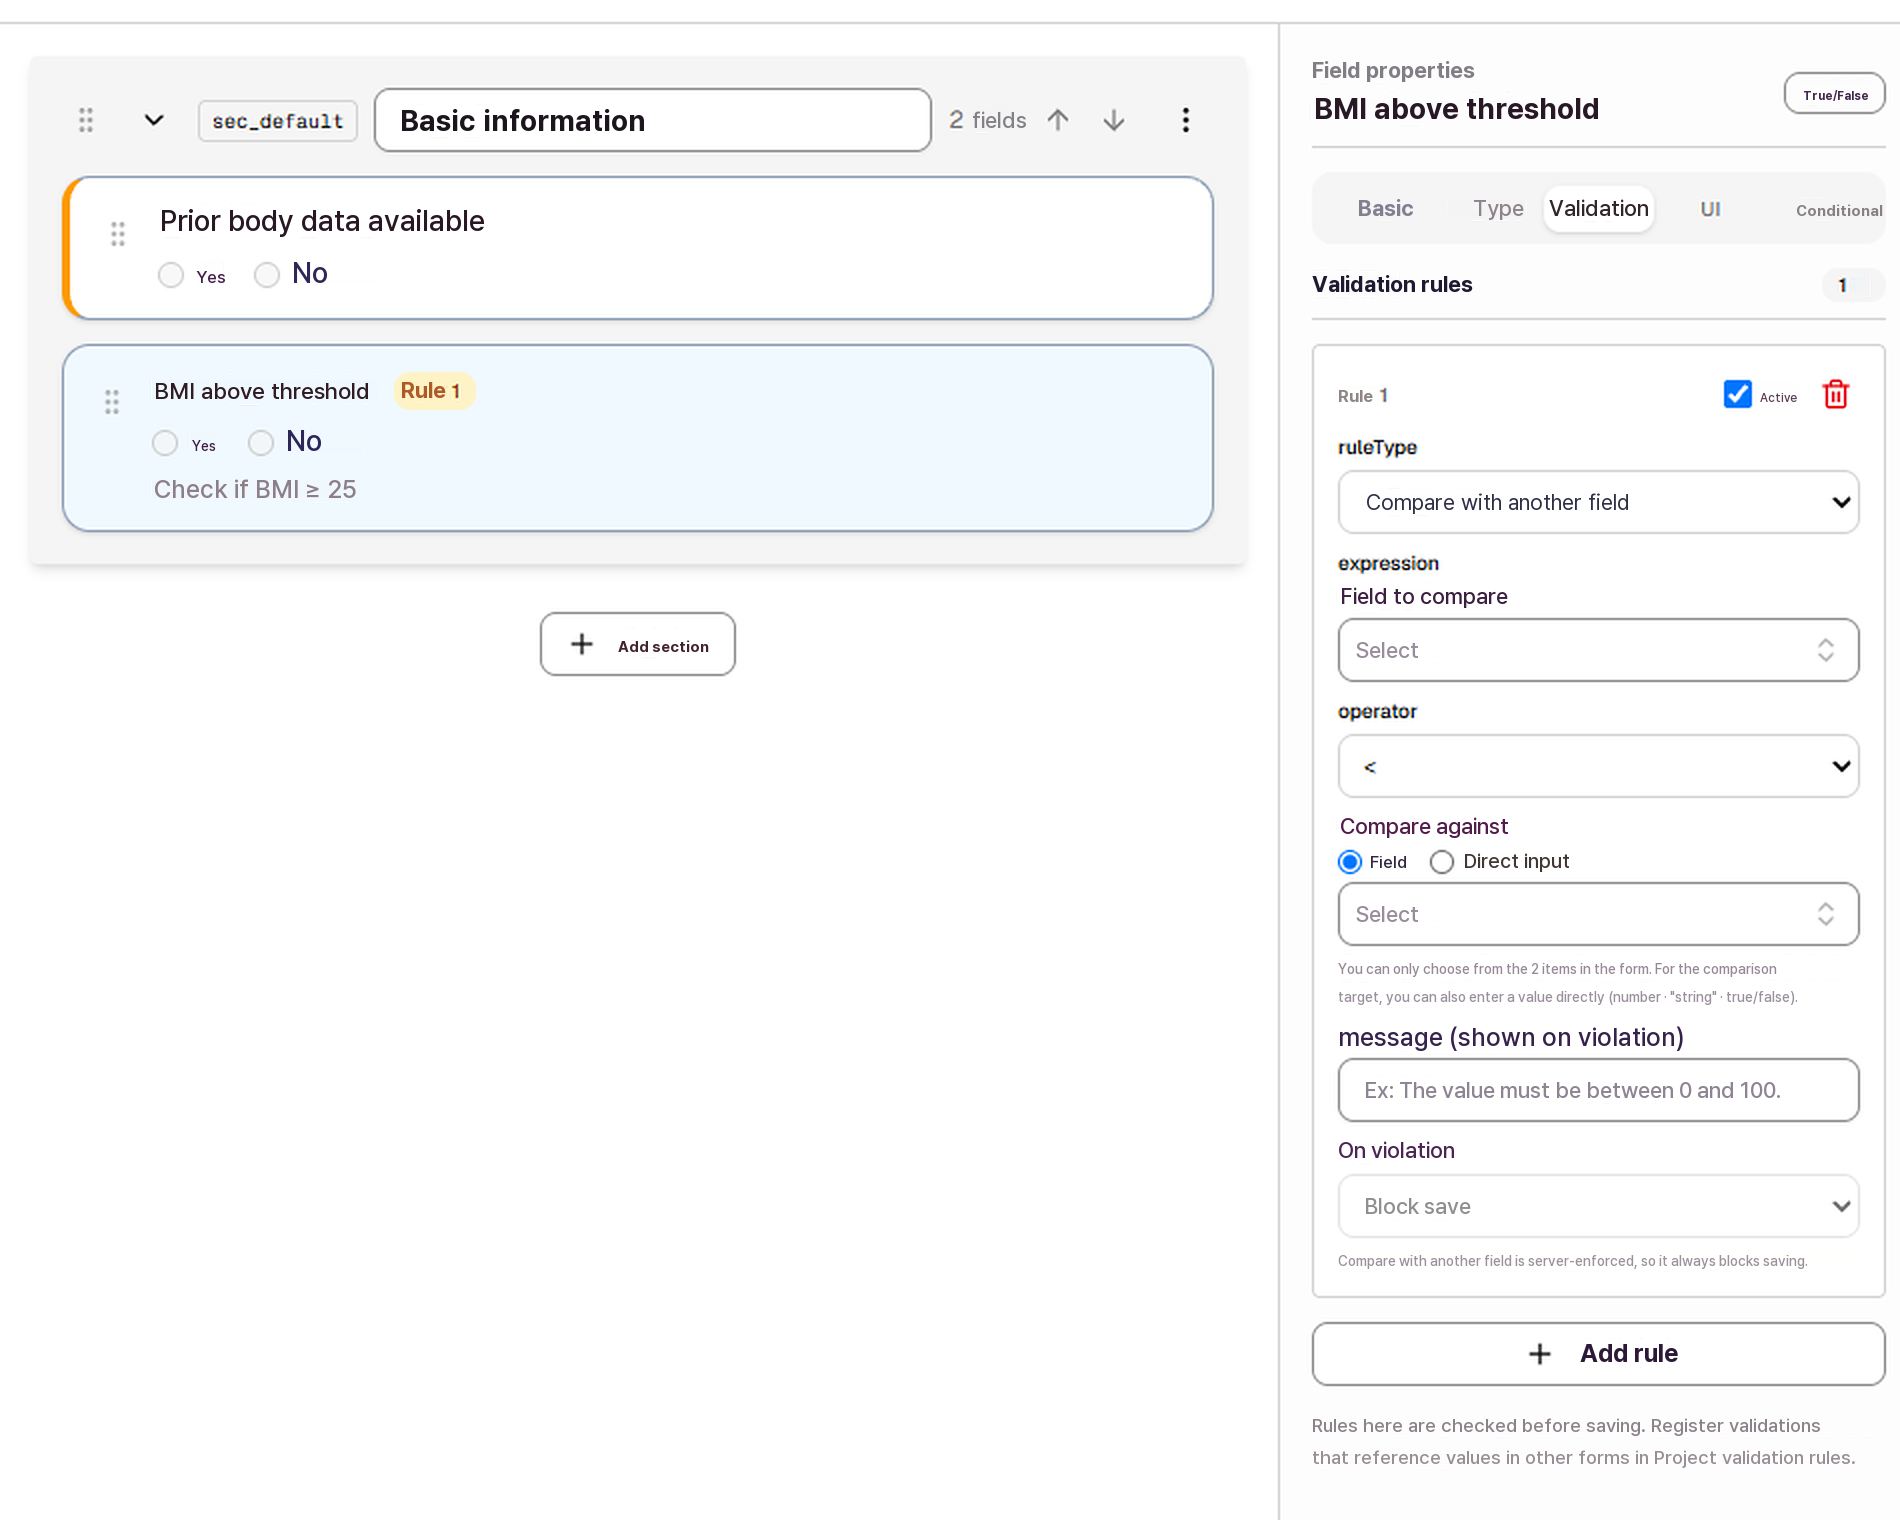 sec_default
Basic information
2 fields
Prior body data available
Yes
No
BMI above threshold
Rule 1
Yes
No
Check if BMI ≥ 25
Add section
Field properties
BMI above threshold
True/False
Basic
Type
Validation
UI
Conditional
Validation rules
1
Rule 1
Active
ruleType
Compare with another field
expression
Field to compare
Select
operator
<
Compare against
Field
Direct input
Select
You can only choose from the 2 items in the form. For the comparison
target, you can also enter a value directly (number · "string" · true/false).
message (shown on violation)
Ex: The value must be between 0 and 100.
On violation
Block save
Compare with another field is server-enforced, so it always blocks saving.
Add rule
Rules here are checked before saving. Register validations
that reference values in other forms in Project validation rules.